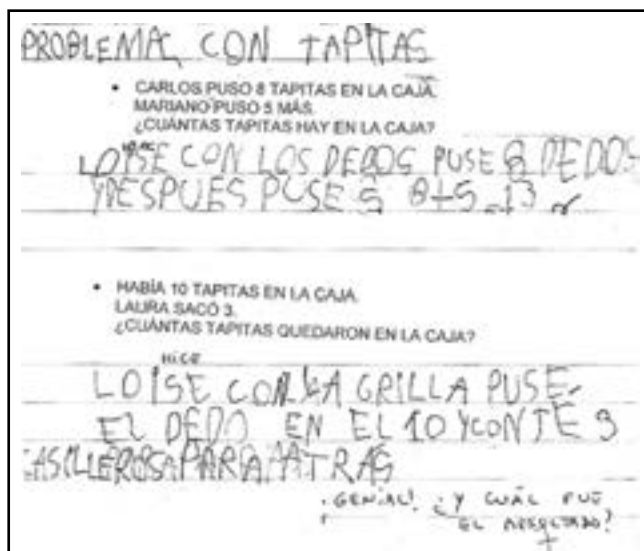 PROBLEMA CON TAPITAS
• CARLOS PUSO 8 TAPITAS EN LA CAJA.
MARIANO PUSO 5 MÁS.
¿CUÁNTAS TAPITAS HAY EN LA CAJA?
HICE
LO ISE CON LOS DEDOS PUSE 8 DEDOS
Y DESPUES PUSE 5 8+5=13
• HABÍA 10 TAPITAS EN LA CAJA.
LAURA SACÓ 3.
¿CUÁNTAS TAPITAS QUEDARON EN LA CAJA?
HICE
LO ISE CON LA GRILLA PUSE
EL DEDO EN EL 10 Y CONTÉ 3
CASILLEROS PARA ATRAS
¡GENIAL! ¿Y CUÁL FUE
EL RESULTADO?